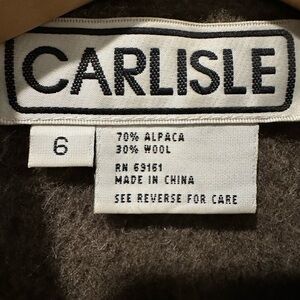 CARLISLE
6
70% ALPACA
30% WOOL
RN 69161
MADE IN CHINA
SEE REVERSE FOR CARE